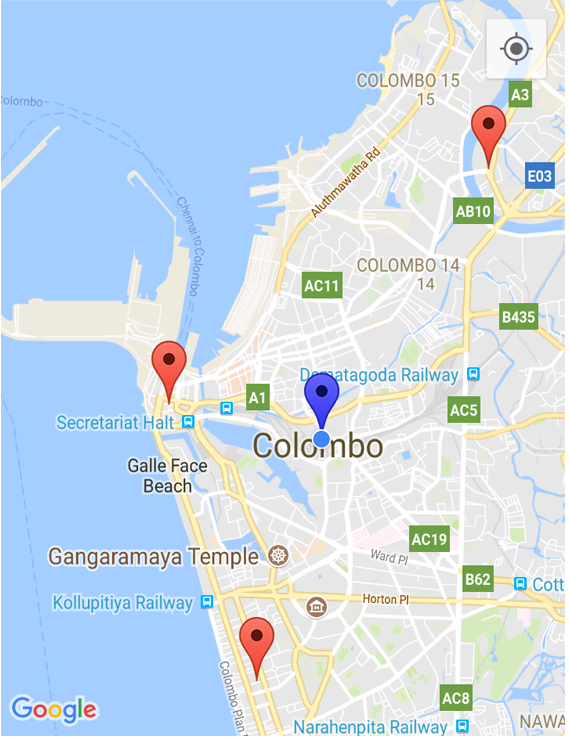 COLOMBO 15
15
A3
Colombo
Aluthmawatha Rd
E03
Chennai to Colombo
AB10
COLOMBO 14
14
AC11
B435
Dematagoda Railway
A1
AC5
Secretariat Halt
Colombo
Galle Face
Beach
AC19
Gangaramaya Temple
Ward Pl
B62
Cott
Kollupitiya Railway
Horton Pl
Colombo Plan
AC8
Google
NAWA
Narahenpita Railway